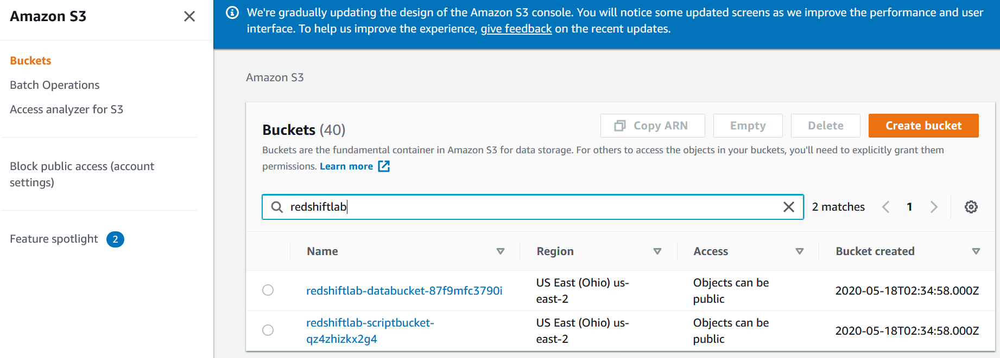 Amazon S3
Buckets
Batch Operations
Access analyzer for S3
Block public access (account
settings)
Feature spotlight 2
We're gradually updating the design of the Amazon S3 console. You will notice some updated screens as we improve the performance and user
interface. To help us improve the experience, give feedback on the recent updates.
Amazon S3
Buckets (40)
Copy ARN
Empty
Delete
Create bucket
Buckets are the fundamental container in Amazon S3 for data storage. For others to access the objects in your buckets, you'll need to explicitly grant them
permissions. Learn more
redshiftlab
2 matches
1
Name Region Access Bucket created
redshiftlab-databucket-87f9mfc3790i
US East (Ohio) us-
east-2
Objects can be
public
2020-05-18T02:34:58.000Z
redshiftlab-scriptbucket-
qz4zhizkx2g4
US East (Ohio) us-
east-2
Objects can be
public
2020-05-18T02:34:58.000Z